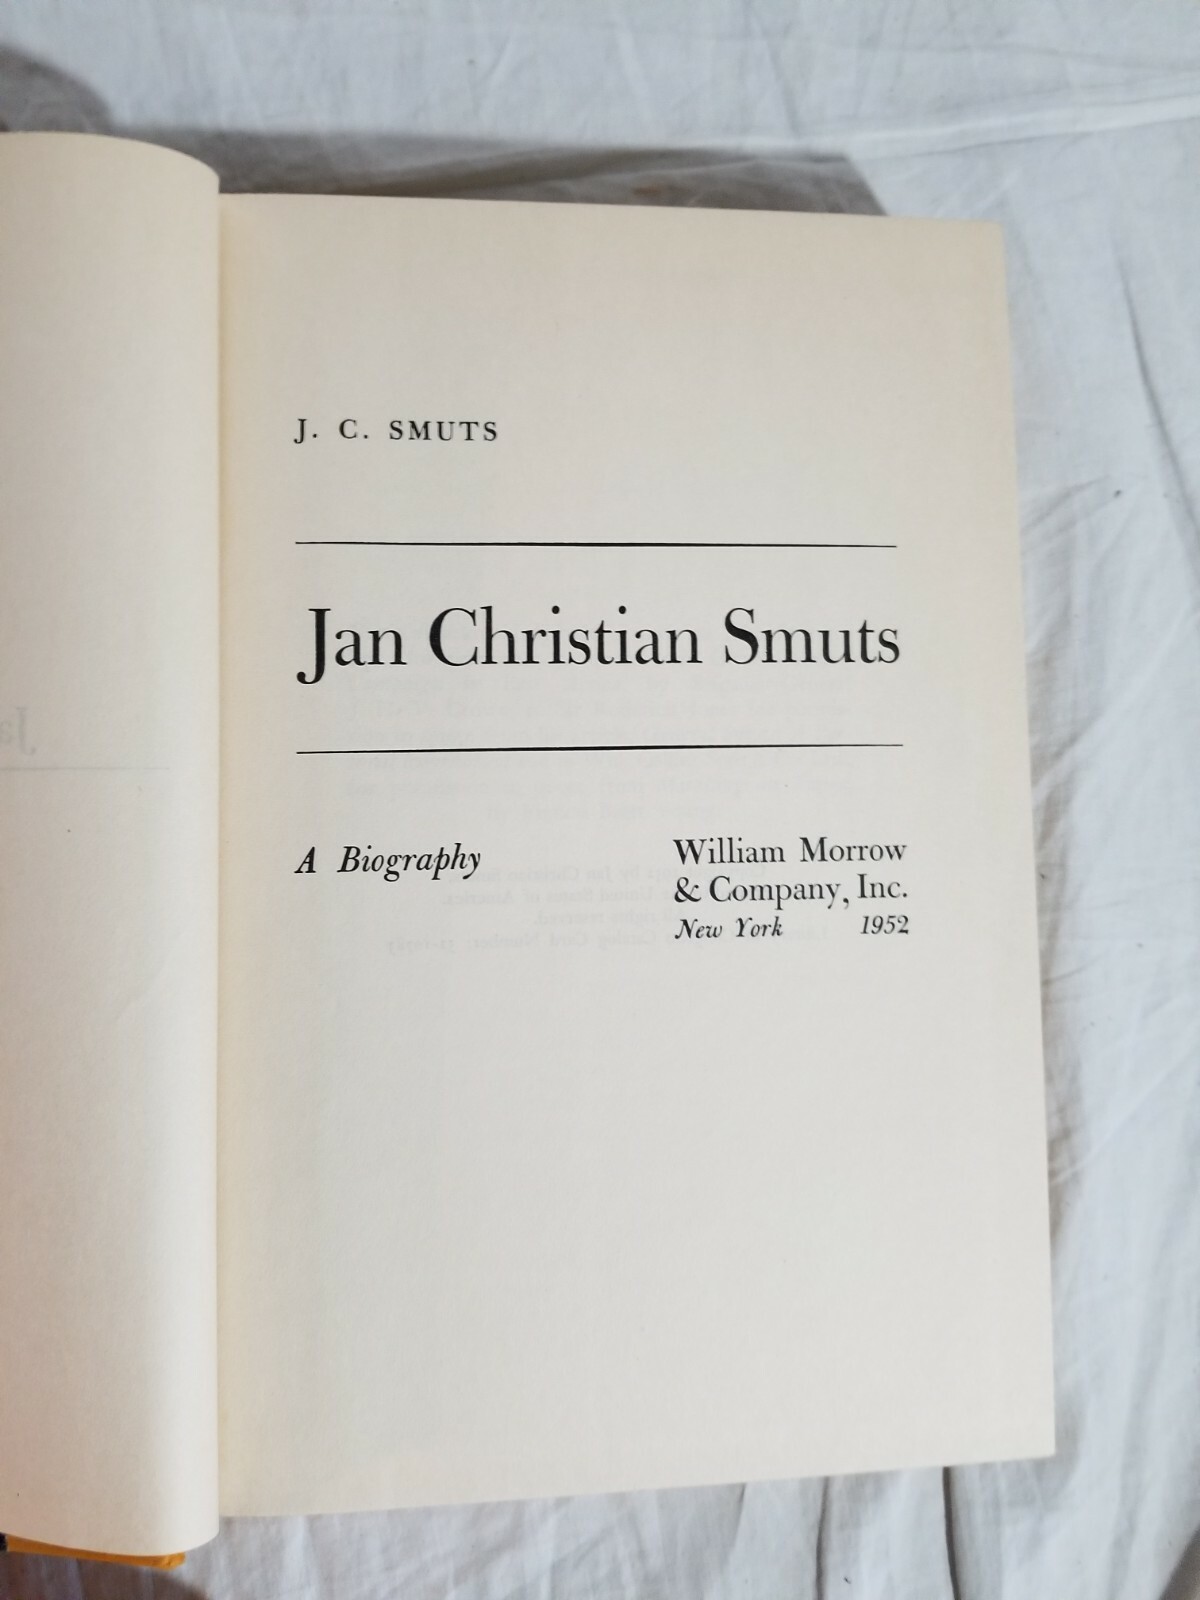 J. C. SMUTS
Jan Christian Smuts
A Biography
William Morrow
& Company, Inc.
New York 1952